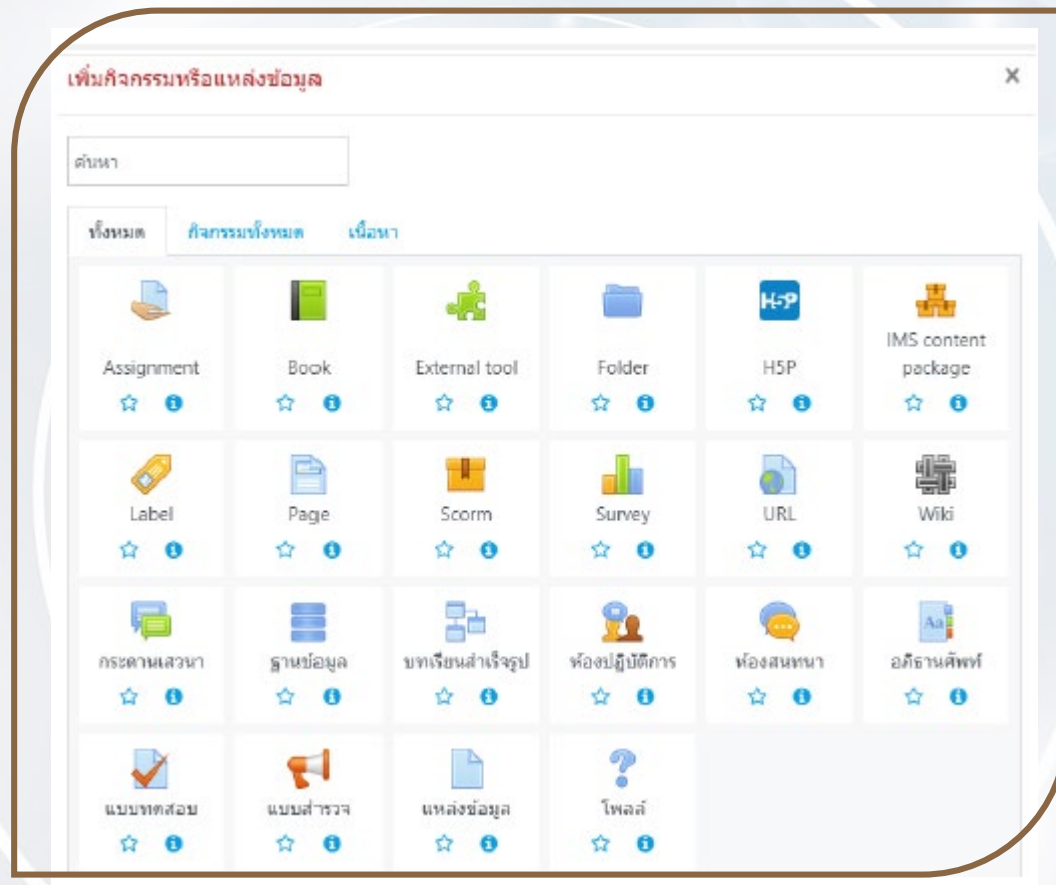 เพิ่มกิจกรรมหรือแหล่งข้อมูล
ค้นหา
ทั้งหมด กิจกรรมทั้งหมด เนื้อหา
Assignment Book External tool Folder H5P IMS content package
Label Page Scorm Survey URL Wiki
กระดานเสวนา ฐานข้อมูล บทเรียนสำเร็จรูป ห้องปฏิบัติการ ห้องสนทนา อภิธานศัพท์
แบบทดสอบ แบบสำรวจ แหล่งข้อมูล โพลล์